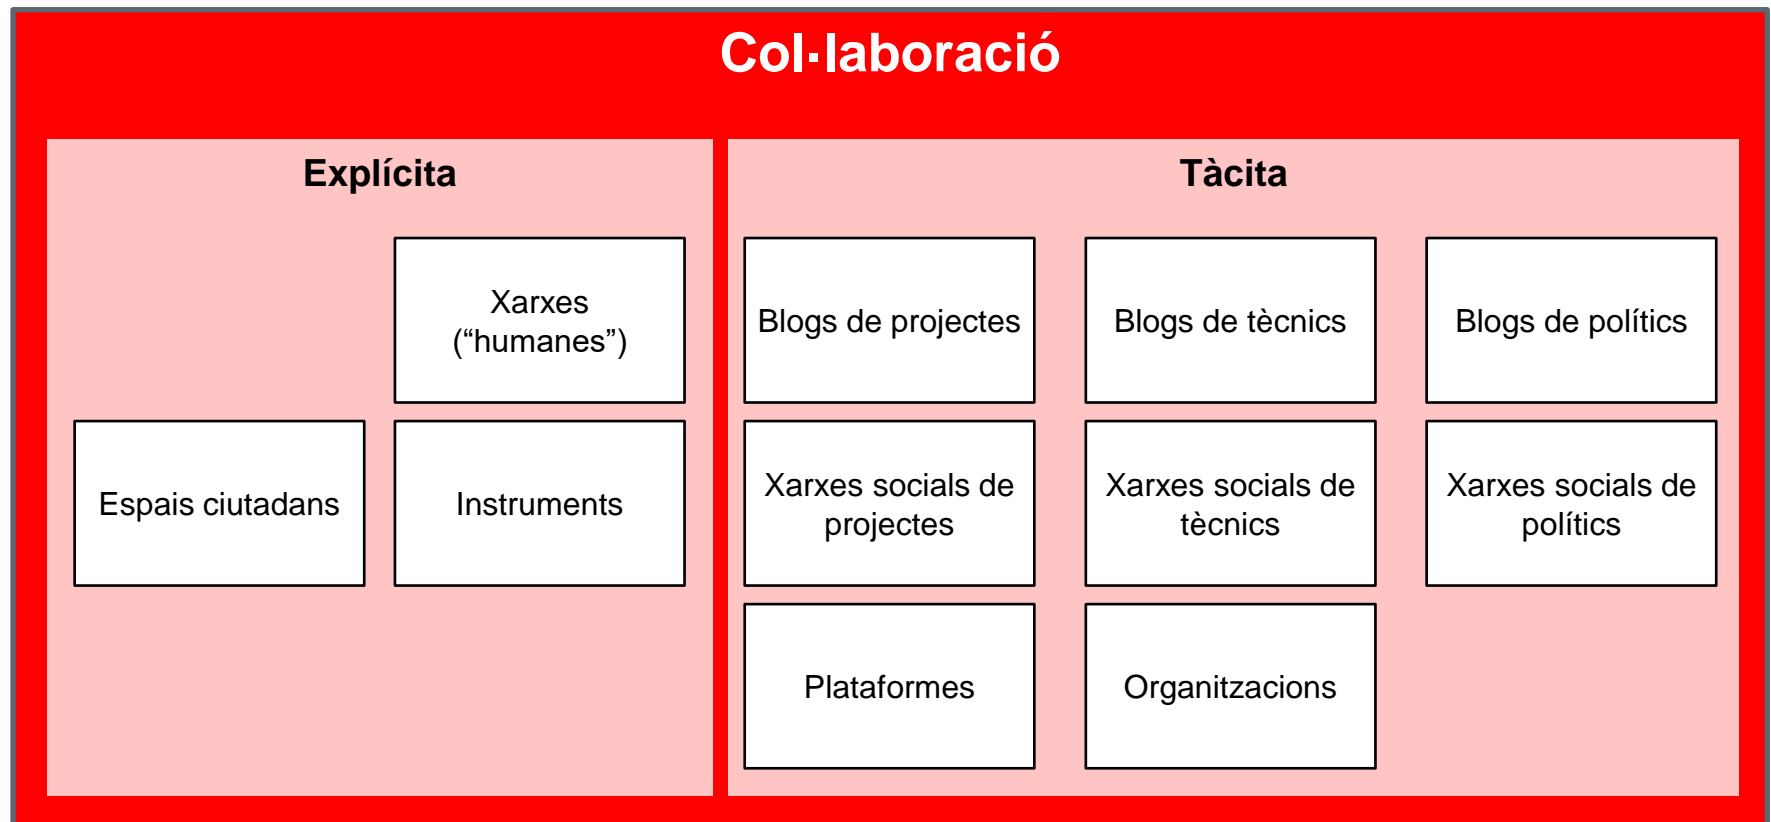 Col·laboració
Explícita
Xarxes
(“humanes”)
Espais ciutadans
Instruments
Tàcita
Blogs de projectes
Blogs de tècnics
Blogs de polítics
Xarxes socials de
projectes
Xarxes socials de
tècnics
Xarxes socials de
polítics
Plataformes
Organitzacions